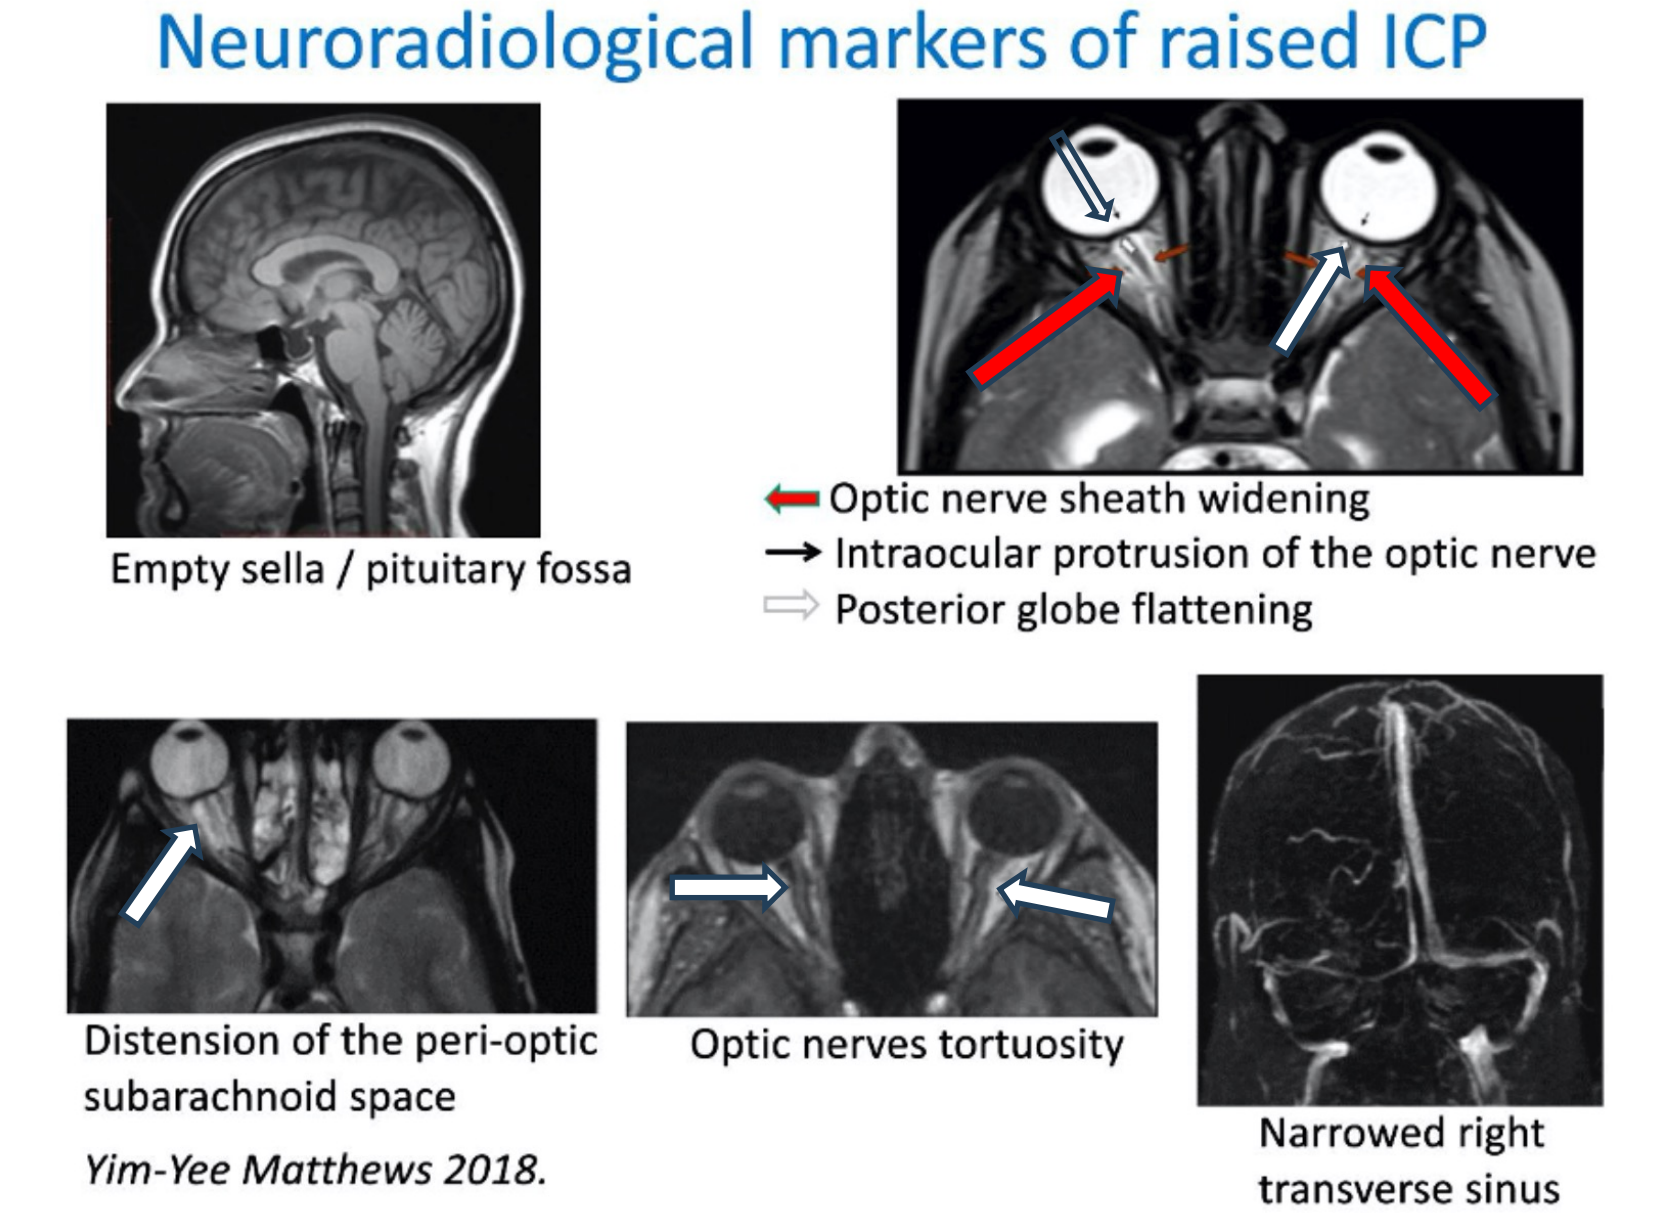 Neuroradiological markers of raised ICP
Empty sella / pituitary fossa
Optic nerve sheath widening
Intraocular protrusion of the optic nerve
Posterior globe flattening
Distension of the peri-optic
subarachnoid space
Yim-Yee Matthews 2018.
Optic nerves tortuosity
Narrowed right
transverse sinus